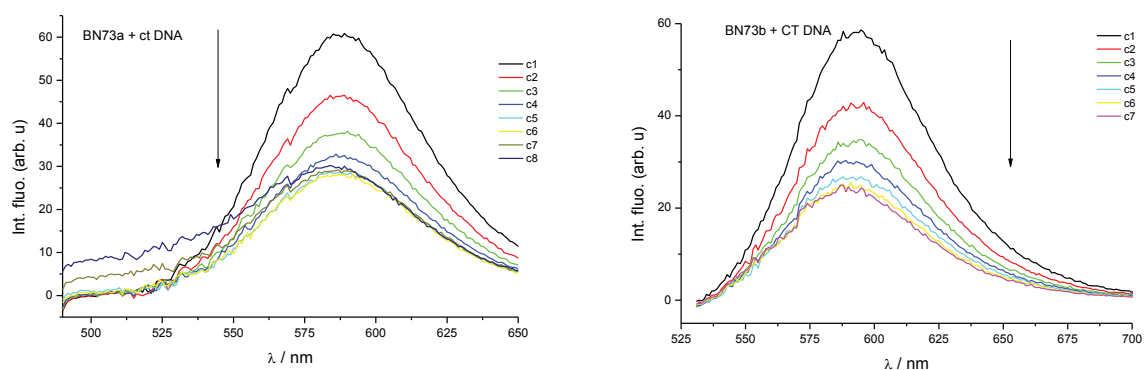 BN73a + ct DNA
Int. fluo. (arb. u)
60
50
40
30
20
10
0
500
525
550
575
600
625
650
λ / nm
c1
c2
c3
c4
c5
c6
c7
c8
BN73b + CT DNA
Int. fluo. (arb. u)
60
40
20
0
525
550
575
600
625
650
675
700
λ / nm
c1
c2
c3
c4
c5
c6
c7